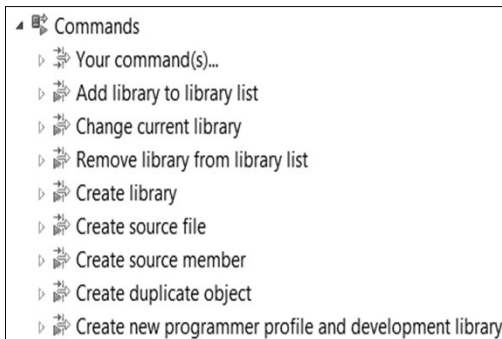 Commands
Your command(s)...
Add library to library list
Change current library
Remove library from library list
Create library
Create source file
Create source member
Create duplicate object
Create new programmer profile and development library